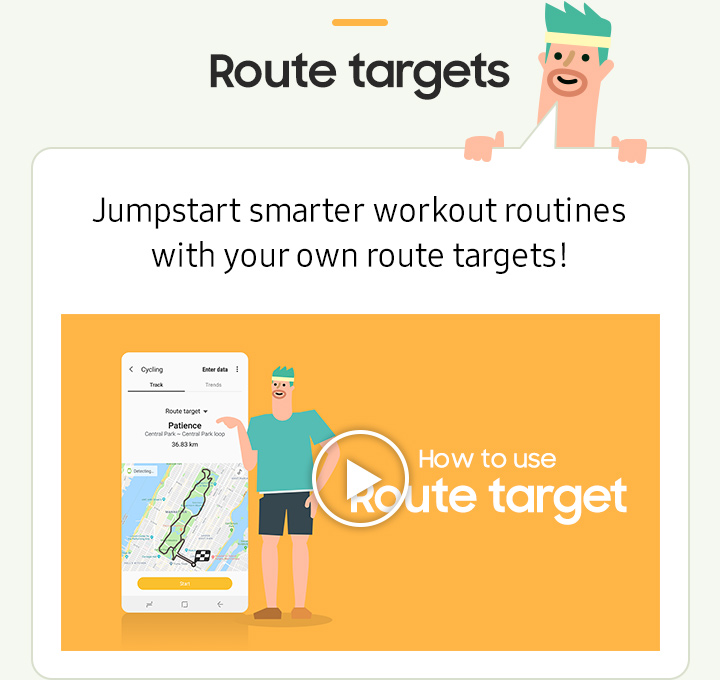 Route targets
Jumpstart smarter workout routines
with your own route targets!
Cycling
Enter data
Track
Trends
Route target
Patience
Central Park ~ Central Park loop
36.83 km
Detecting...
MANHATTAN
Start
How to use
Route target